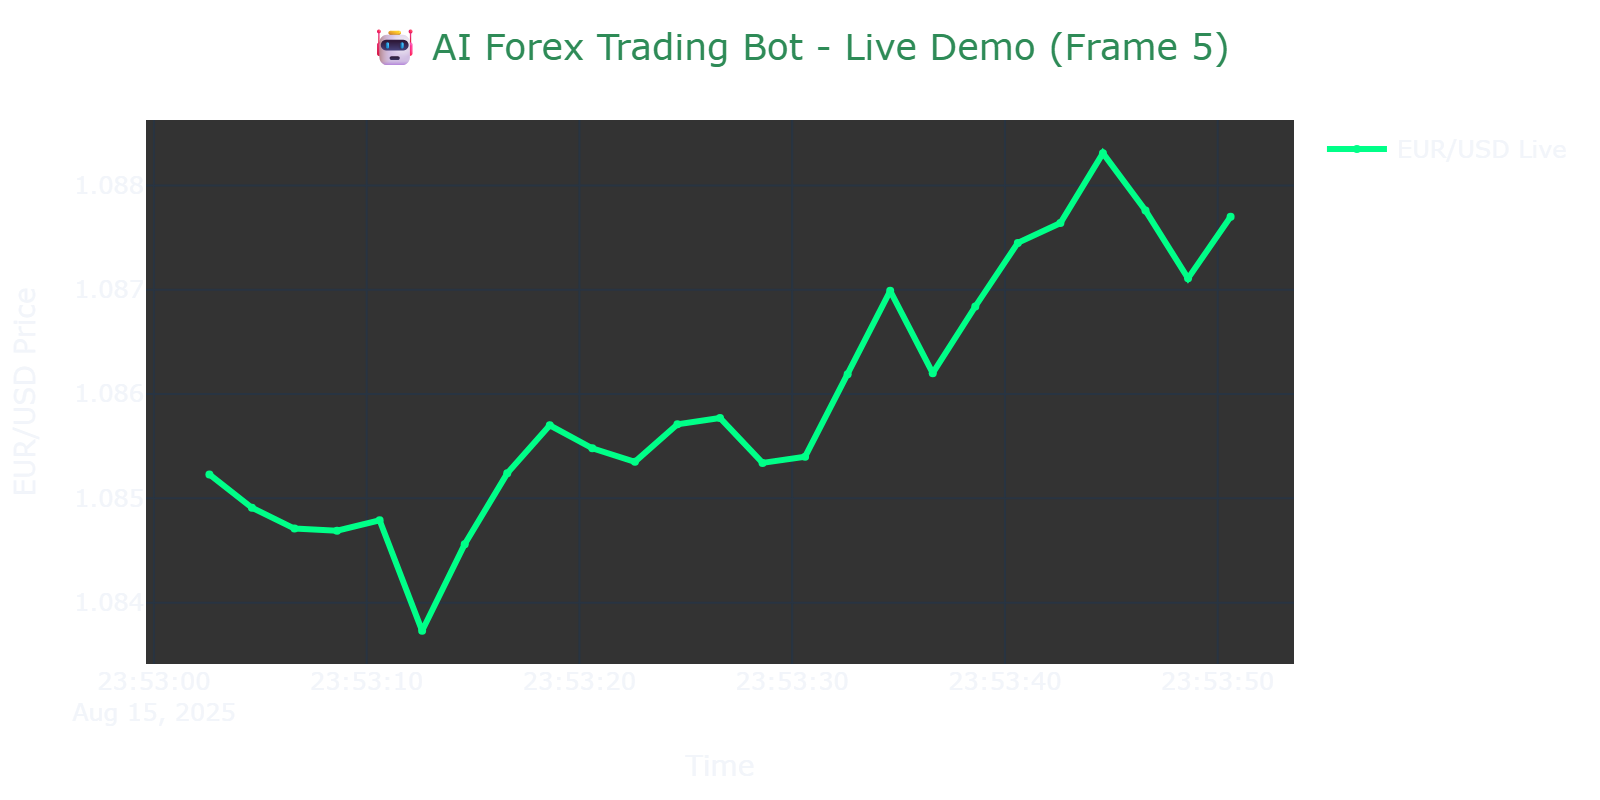 🤖 AI Forex Trading Bot - Live Demo (Frame 5)
EUR/USD Live
EUR/USD Price
1.088
1.087
1.086
1.085
1.084
23:53:00 23:53:10 23:53:20 23:53:30 23:53:40 23:53:50
Aug 15, 2025
Time